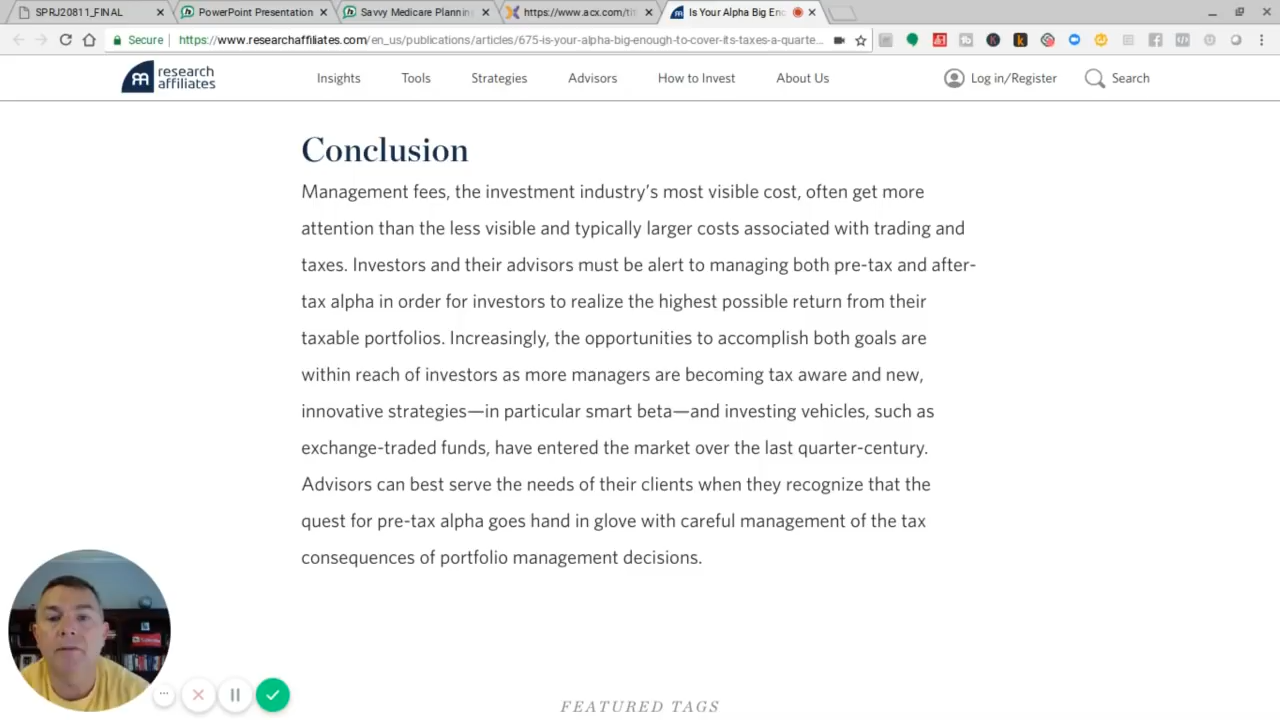 SPRJ20811_FINAL
PowerPoint Presentation
Savvy Medicare Plannin
https://www.acx.com/tit
Is Your Alpha Big Eno
Secure
https://www.researchaffiliates.com/en_us/publications/articles/675-is-your-alpha-big-enough-to-cover-its-taxes-a-quarte...
research
affiliates
Insights
Tools
Strategies
Advisors
How to Invest
About Us
Log in/Register
Search
Conclusion
Management fees, the investment industry's most visible cost, often get more
attention than the less visible and typically larger costs associated with trading and
taxes. Investors and their advisors must be alert to managing both pre-tax and after-
tax alpha in order for investors to realize the highest possible return from their
taxable portfolios. Increasingly, the opportunities to accomplish both goals are
within reach of investors as more managers are becoming tax aware and new,
innovative strategies—in particular smart beta—and investing vehicles, such as
exchange-traded funds, have entered the market over the last quarter-century.
Advisors can best serve the needs of their clients when they recognize that the
quest for pre-tax alpha goes hand in glove with careful management of the tax
consequences of portfolio management decisions.
FEATURED TAGS